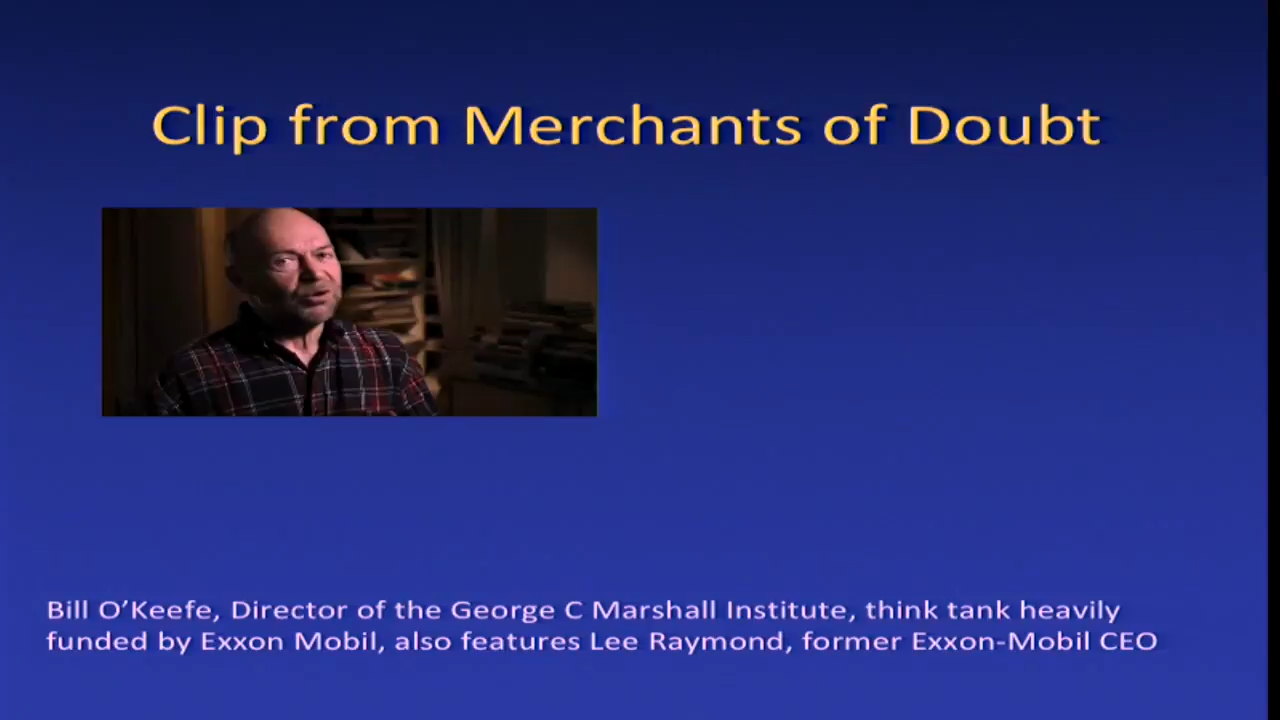 Clip from Merchants of Doubt
Bill O’Keefe, Director of the George C Marshall Institute, think tank heavily
funded by Exxon Mobil, also features Lee Raymond, former Exxon-Mobil CEO